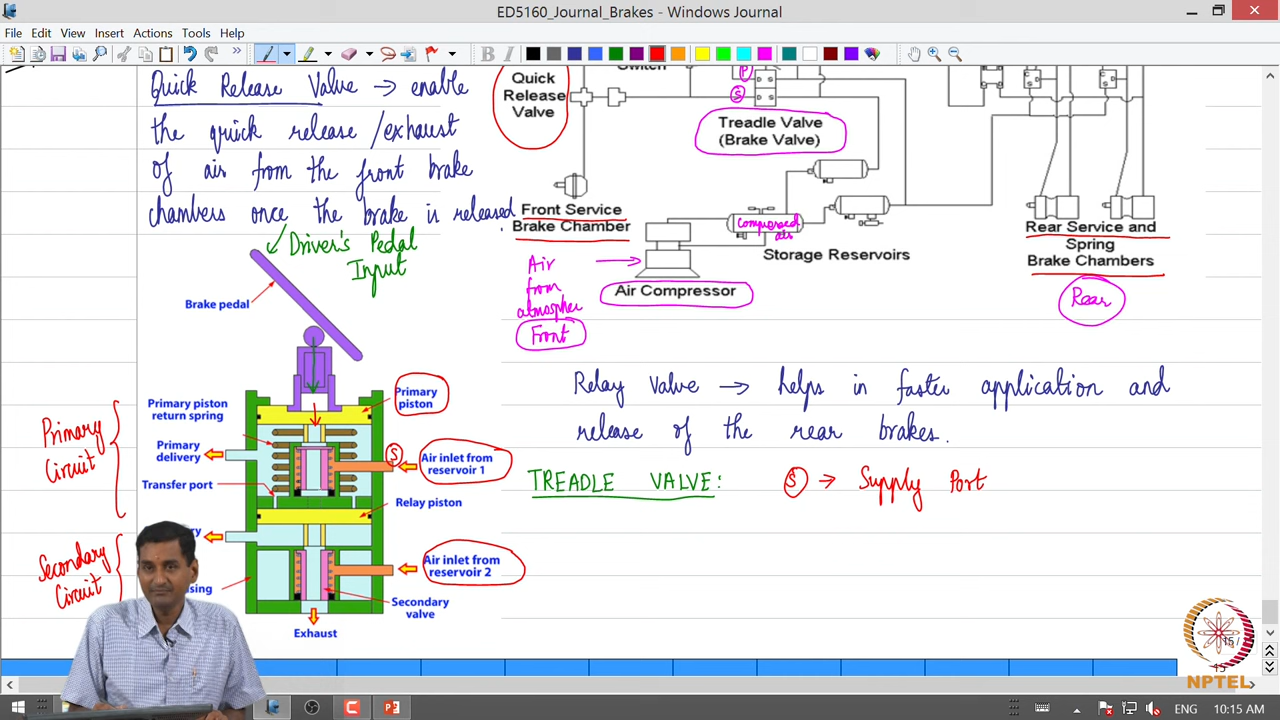 ED5160_Journal_Brakes - Windows Journal
File Edit View Insert Actions Tools Help
Quick Release Valve → enable
the quick release/exhaust
of air from the front brake
chambers once the brake is released.
Driver's Pedal
Input
Brake pedal
Primary
piston
Primary piston
return spring
Primary
delivery
S
Air inlet from
reservoir 1
Transfer port
Relay piston
Primary
Circuit
Secondary
Circuit
Air inlet from
reservoir 2
Secondary
valve
Exhaust
Quick
Release
Valve
P
S
Treadle Valve
(Brake Valve)
Front Service
Brake Chamber
Compressed
air
Storage Reservoirs
Rear Service and
Spring
Brake Chambers
Rear
Air
from
atmospher
Front
Air Compressor
Relay Valve → helps in faster application and
release of the rear brakes.
TREADLE VALVE:
S → Supply Port
15
NPTEL
ENG 10:15 AM